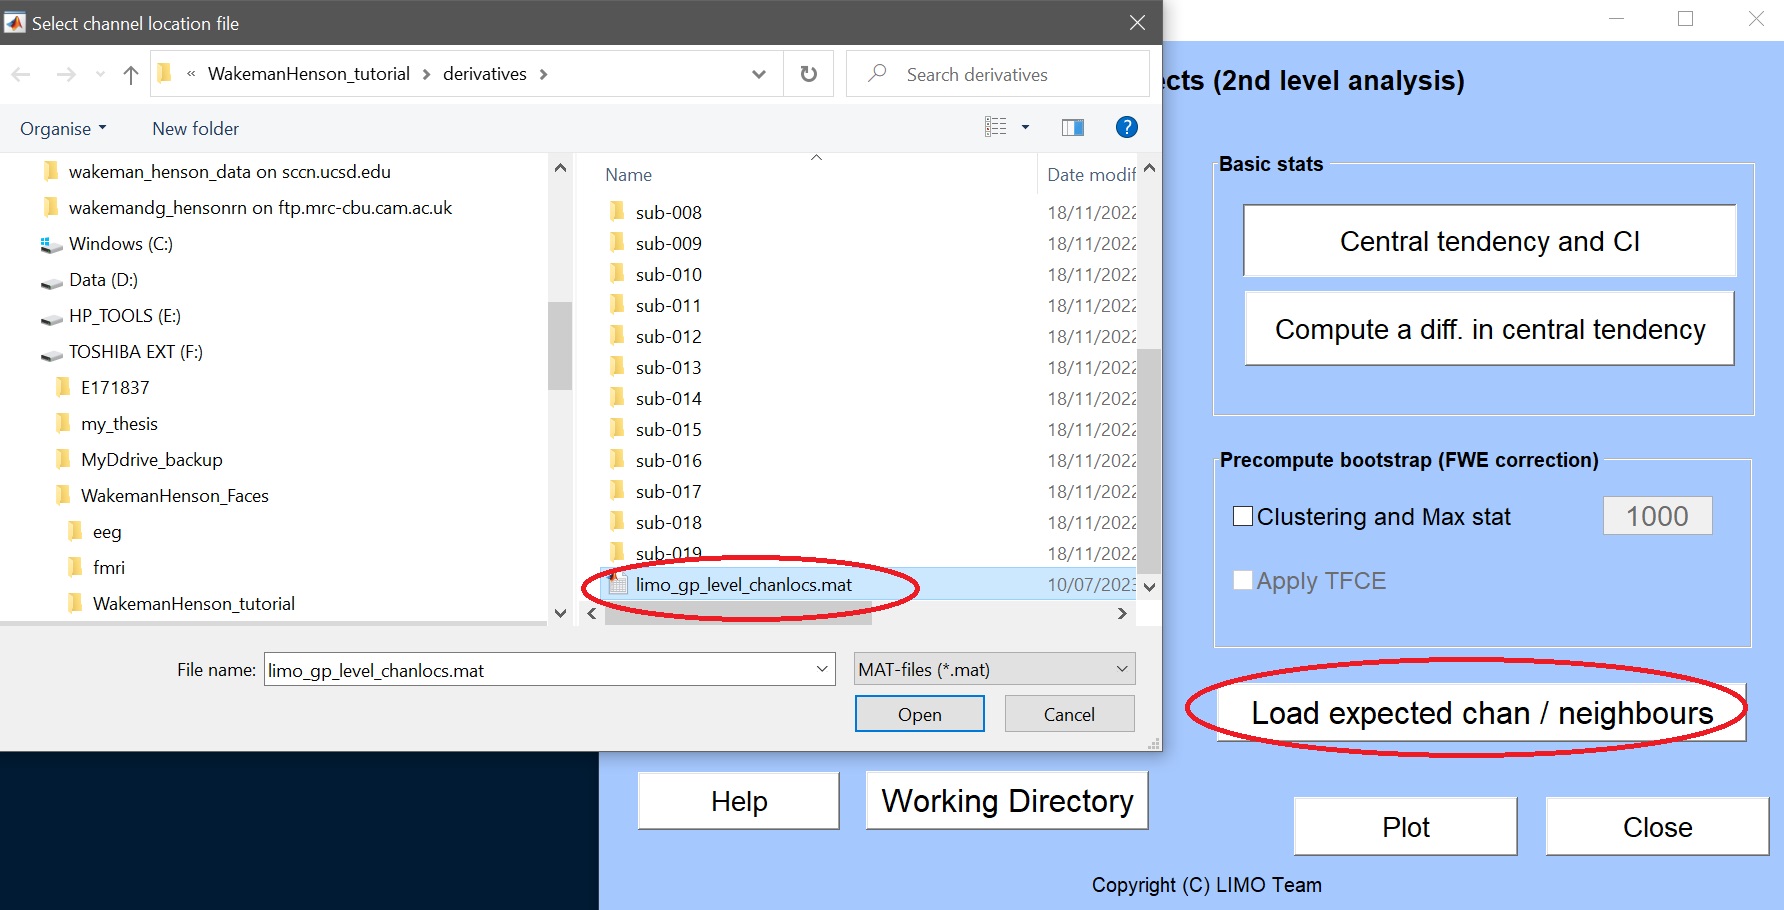 Select channel location file
« WakemanHenson_tutorial > derivatives >
Search derivatives
Organise
New folder
wakeman_henson_data on sccn.ucsd.edu
wakemandg_hensonrn on ftp.mrc-cbu.cam.ac.uk
Windows (C:)
Data (D:)
HP_TOOLS (E:)
TOSHIBA EXT (F:)
E171837
my_thesis
MyDdrive_backup
WakemanHenson_Faces
eeg
fmri
WakemanHenson_tutorial
Name Date modif
sub-008 18/11/2022
sub-009 18/11/2022
sub-010 18/11/2022
sub-011 18/11/2022
sub-012 18/11/2022
sub-013 18/11/2022
sub-014 18/11/2022
sub-015 18/11/2022
sub-016 18/11/2022
sub-017 18/11/2022
sub-018 18/11/2022
sub-019 18/11/2022
limo_gp_level_chanlocs.mat 10/07/2023
File name: limo_gp_level_chanlocs.mat
MAT-files (*.mat)
Open
Cancel
cts (2nd level analysis)
Basic stats
Central tendency and CI
Compute a diff. in central tendency
Precompute bootstrap (FWE correction)
Clustering and Max stat 1000
Apply TFCE
Load expected chan / neighbours
Help
Working Directory
Plot
Close
Copyright (C) LIMO Team